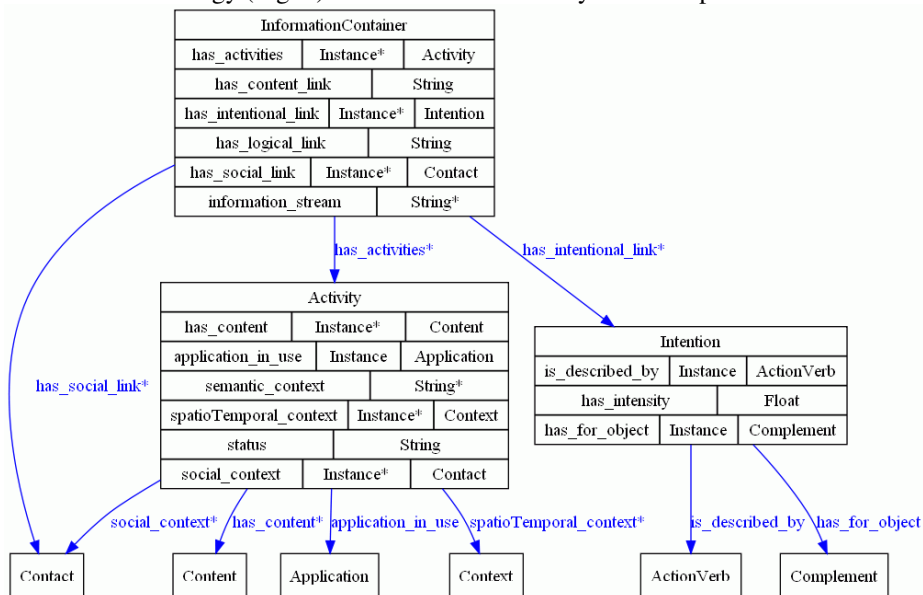 InformationContainer
has_activities Instance* Activity
has_content_link String
has_intentional_link Instance* Intention
has_logical_link String
has_social_link Instance* Contact
information_stream String*
has_activities*
has_intentional_link*
has_social_link*
Activity
has_content Instance* Content
application_in_use Instance Application
semantic_context String*
spatioTemporal_context Instance* Context
status String
social_context Instance* Contact
Intention
is_described_by Instance ActionVerb
has_intensity Float
has_for_object Instance Complement
social_context* has_content* application_in_use spatioTemporal_context* is_described_by has_for_object
Contact Content Application Context ActionVerb Complement